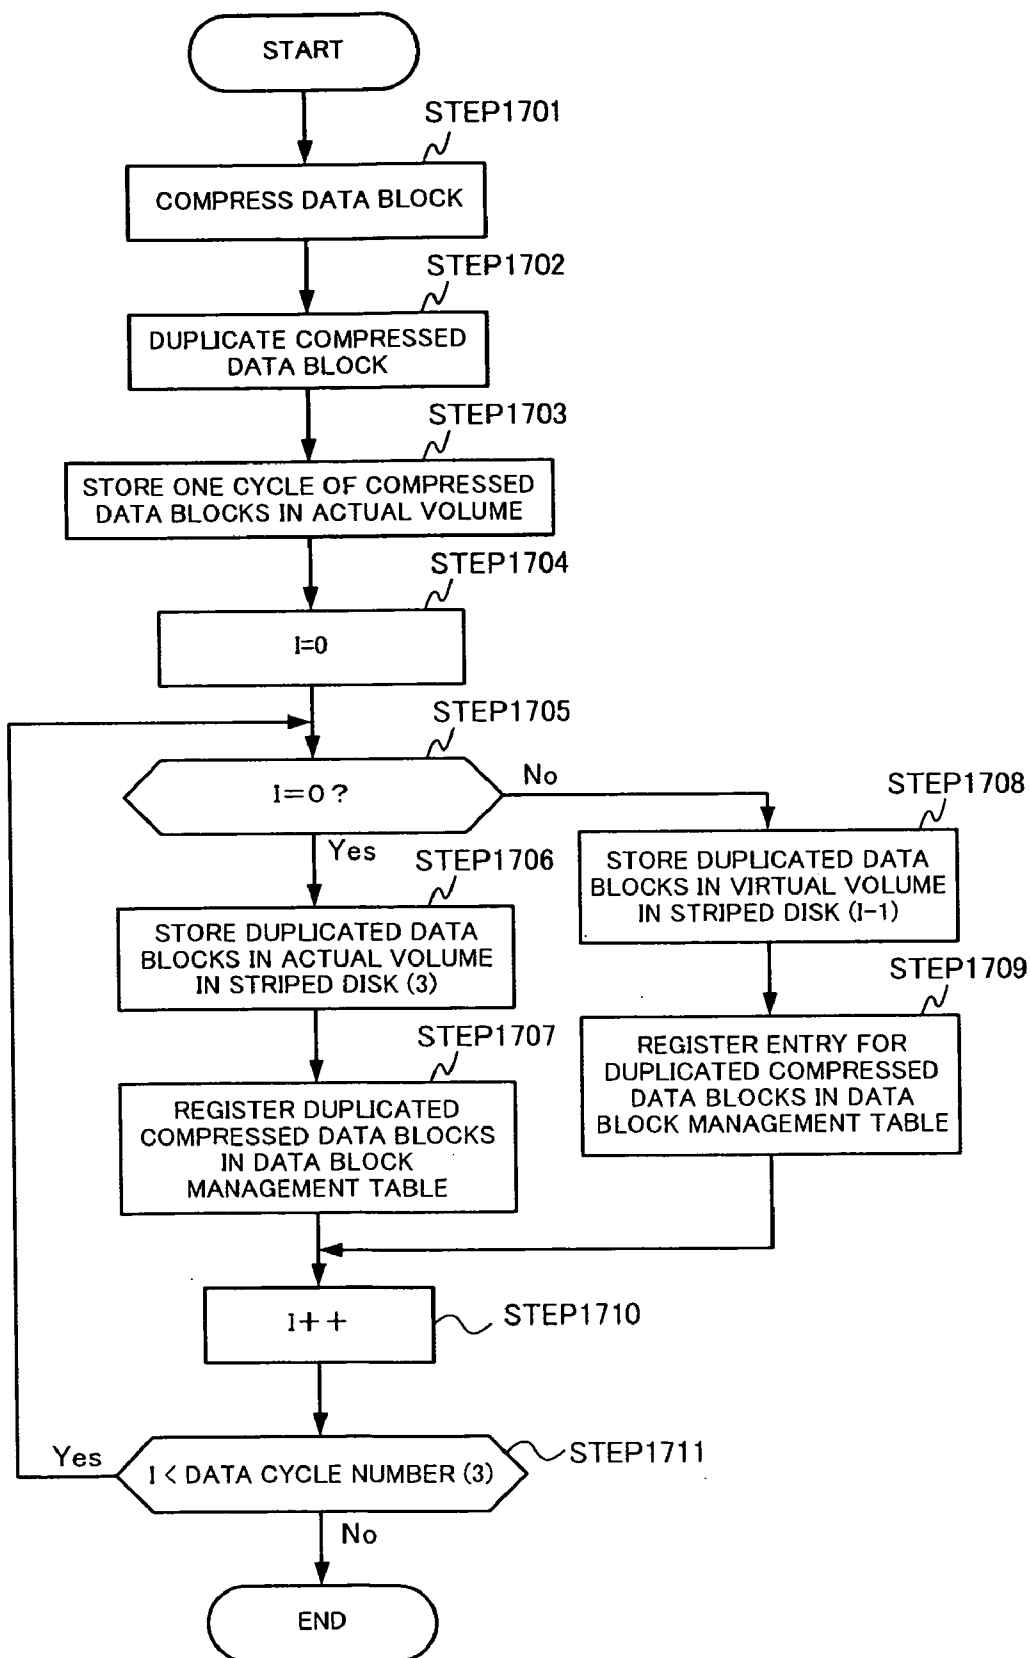 START
STEP1701
COMPRESS DATA BLOCK
STEP1702
DUPLICATE COMPRESSED
DATA BLOCK
STEP1703
STORE ONE CYCLE OF COMPRESSED
DATA BLOCKS IN ACTUAL VOLUME
STEP1704
I=0
STEP1705
I=0?
No
Yes
STEP1706
STORE DUPLICATED DATA
BLOCKS IN ACTUAL VOLUME
IN STRIPED DISK (3)
STEP1707
REGISTER DUPLICATED
COMPRESSED DATA BLOCKS
IN DATA BLOCK
MANAGEMENT TABLE
STEP1708
STORE DUPLICATED DATA
BLOCKS IN VIRTUAL VOLUME
IN STRIPED DISK (I-1)
STEP1709
REGISTER ENTRY FOR
DUPLICATED COMPRESSED
DATA BLOCKS IN DATA
BLOCK MANAGEMENT TABLE
I++
STEP1710
Yes
I < DATA CYCLE NUMBER (3)
STEP1711
No
END